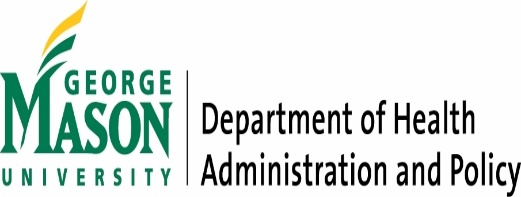 GEORGE
MASON
UNIVERSITY
Department of Health
Administration and Policy